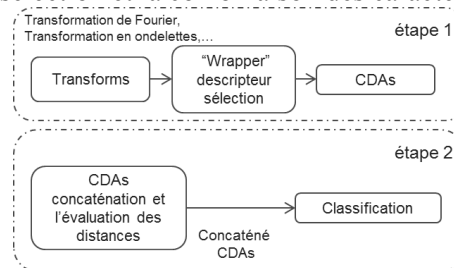 Transformation de Fourier,
Transformation en ondelettes,...
étape 1
Transforms
“Wrapper”
descripteur
sélection
CDAs
étape 2
CDAs
concaténation et
l'évaluation des
distances
Concaténé
CDAs
Classification